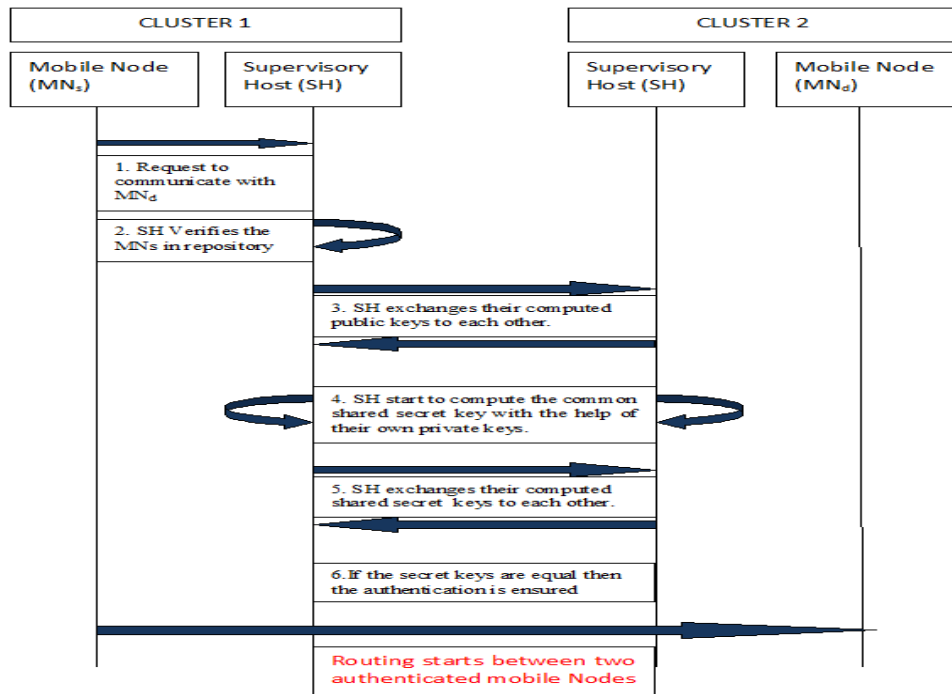 CLUSTER 1
CLUSTER 2
Mobile Node
(MNs)
Supervisory
Host (SH)
Supervisory
Host (SH)
Mobile Node
(MNd)
1. Request to
communicate with
MNd
2. SH Verifies the
MNs in repository
3. SH exchanges their computed
public keys to each other.
4. SH start to compute the common
shared secret key with the help of
their own private keys.
5. SH exchanges their computed
shared secret keys to each other.
6.If the secret keys are equal then
the authentication is ensured
Routing starts between two
authenticated mobile Nodes